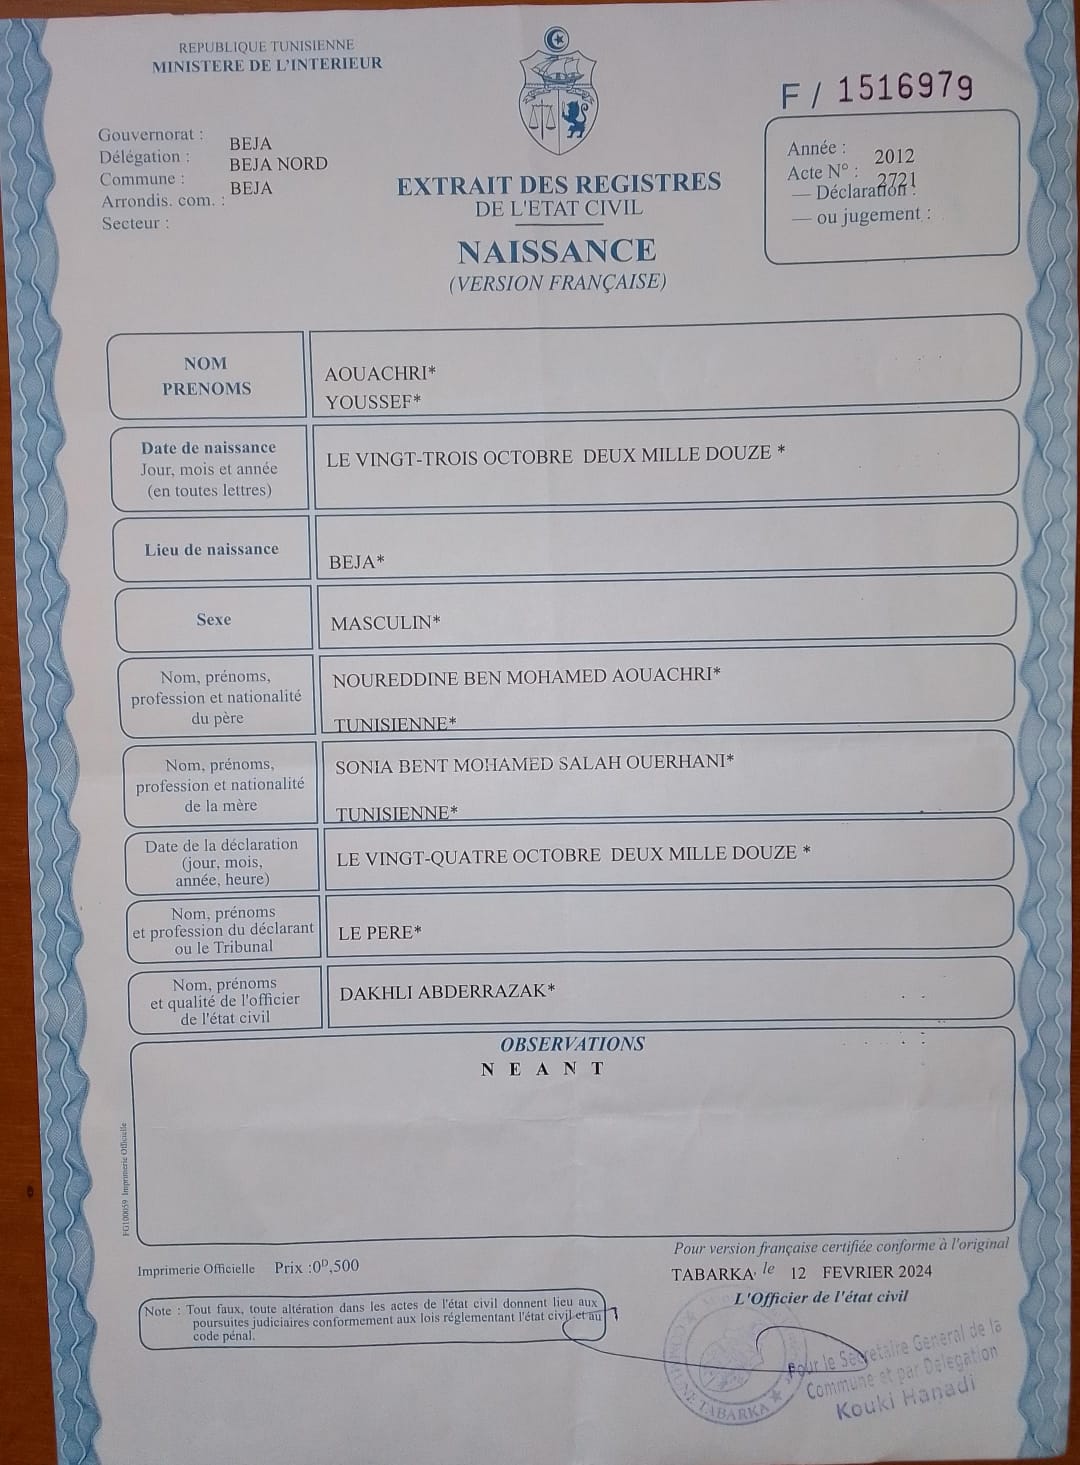 REPUBLIQUE TUNISIENNE
MINISTERE DE L'INTERIEUR
F / 1516979
Gouvernorat : BEJA
Délégation : BEJA NORD
Commune : BEJA
Arrondis. com. :
Secteur :
EXTRAIT DES REGISTRES
DE L'ETAT CIVIL
NAISSANCE
(VERSION FRANÇAISE)
Année : 2012
Acte N° : 2721
— Déclaration :
— ou jugement :
NOM
PRENOMS
AOUACHRI*
YOUSSEF*
Date de naissance
Jour, mois et année
(en toutes lettres)
LE VINGT-TROIS OCTOBRE DEUX MILLE DOUZE *
Lieu de naissance
BEJA*
Sexe
MASCULIN*
Nom, prénoms,
profession et nationalité
du père
NOUREDDINE BEN MOHAMED AOUACHRI*
TUNISIENNE*
Nom, prénoms,
profession et nationalité
de la mère
SONIA BENT MOHAMED SALAH OUERHANI*
TUNISIENNE*
Date de la déclaration
(jour, mois,
année, heure)
LE VINGT-QUATRE OCTOBRE DEUX MILLE DOUZE *
Nom, prénoms
et profession du déclarant
ou le Tribunal
LE PERE*
Nom, prénoms
et qualité de l'officier
de l'état civil
DAKHLI ABDERRAZAK*
OBSERVATIONS
N E A N T
FG100659 Imprimerie Officielle
Imprimerie Officielle Prix :0ᴰ,500
Note : Tout faux, toute altération dans les actes de l'état civil donnent lieu aux
poursuites judiciaires conformement aux lois réglementant l'état civil et au
code pénal.
Pour version française certifiée conforme à l'original
TABARKA, le 12 FEVRIER 2024
L'Officier de l'état civil
COMMUNE TABARKA
Pour le Secretaire General de la
Commune et par Délegation
Kouki Hanadi